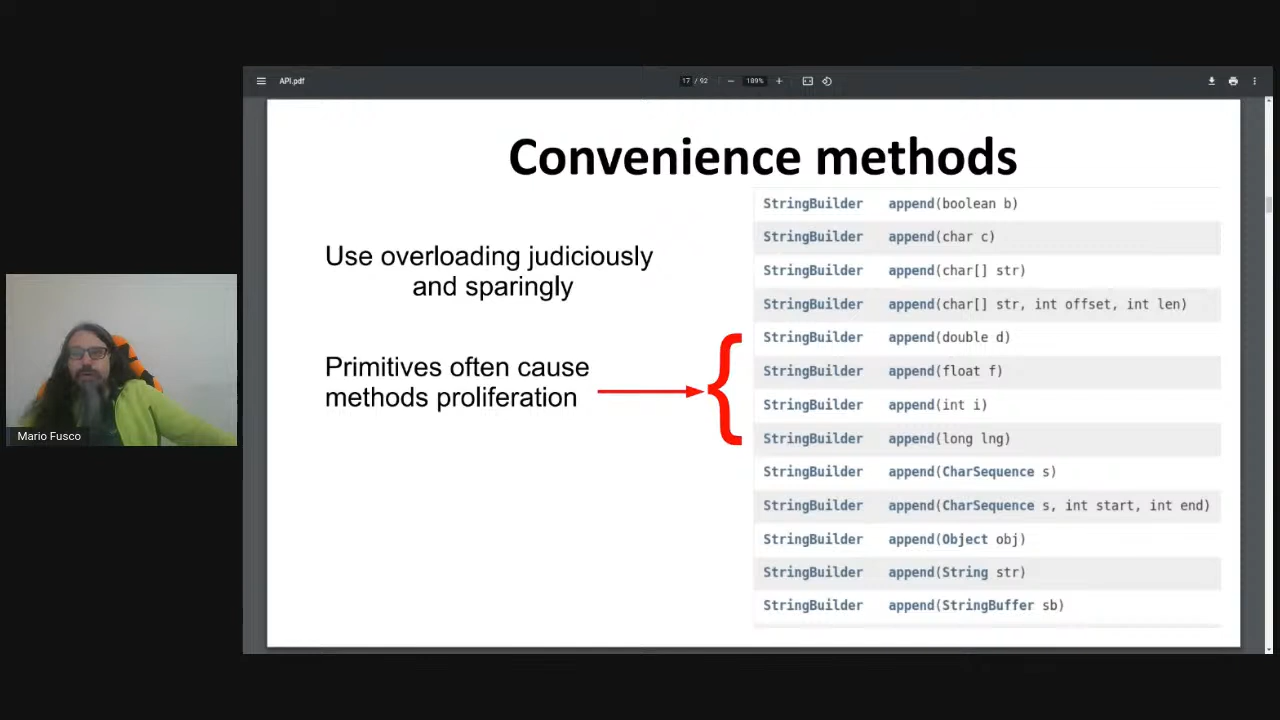 API.pdf
17 / 92
189%
Convenience methods
Use overloading judiciously
and sparingly
Primitives often cause
methods proliferation
StringBuilder append(boolean b)
StringBuilder append(char c)
StringBuilder append(char[] str)
StringBuilder append(char[] str, int offset, int len)
StringBuilder append(double d)
StringBuilder append(float f)
StringBuilder append(int i)
StringBuilder append(long lng)
StringBuilder append(CharSequence s)
StringBuilder append(CharSequence s, int start, int end)
StringBuilder append(Object obj)
StringBuilder append(String str)
StringBuilder append(StringBuffer sb)
Mario Fusco